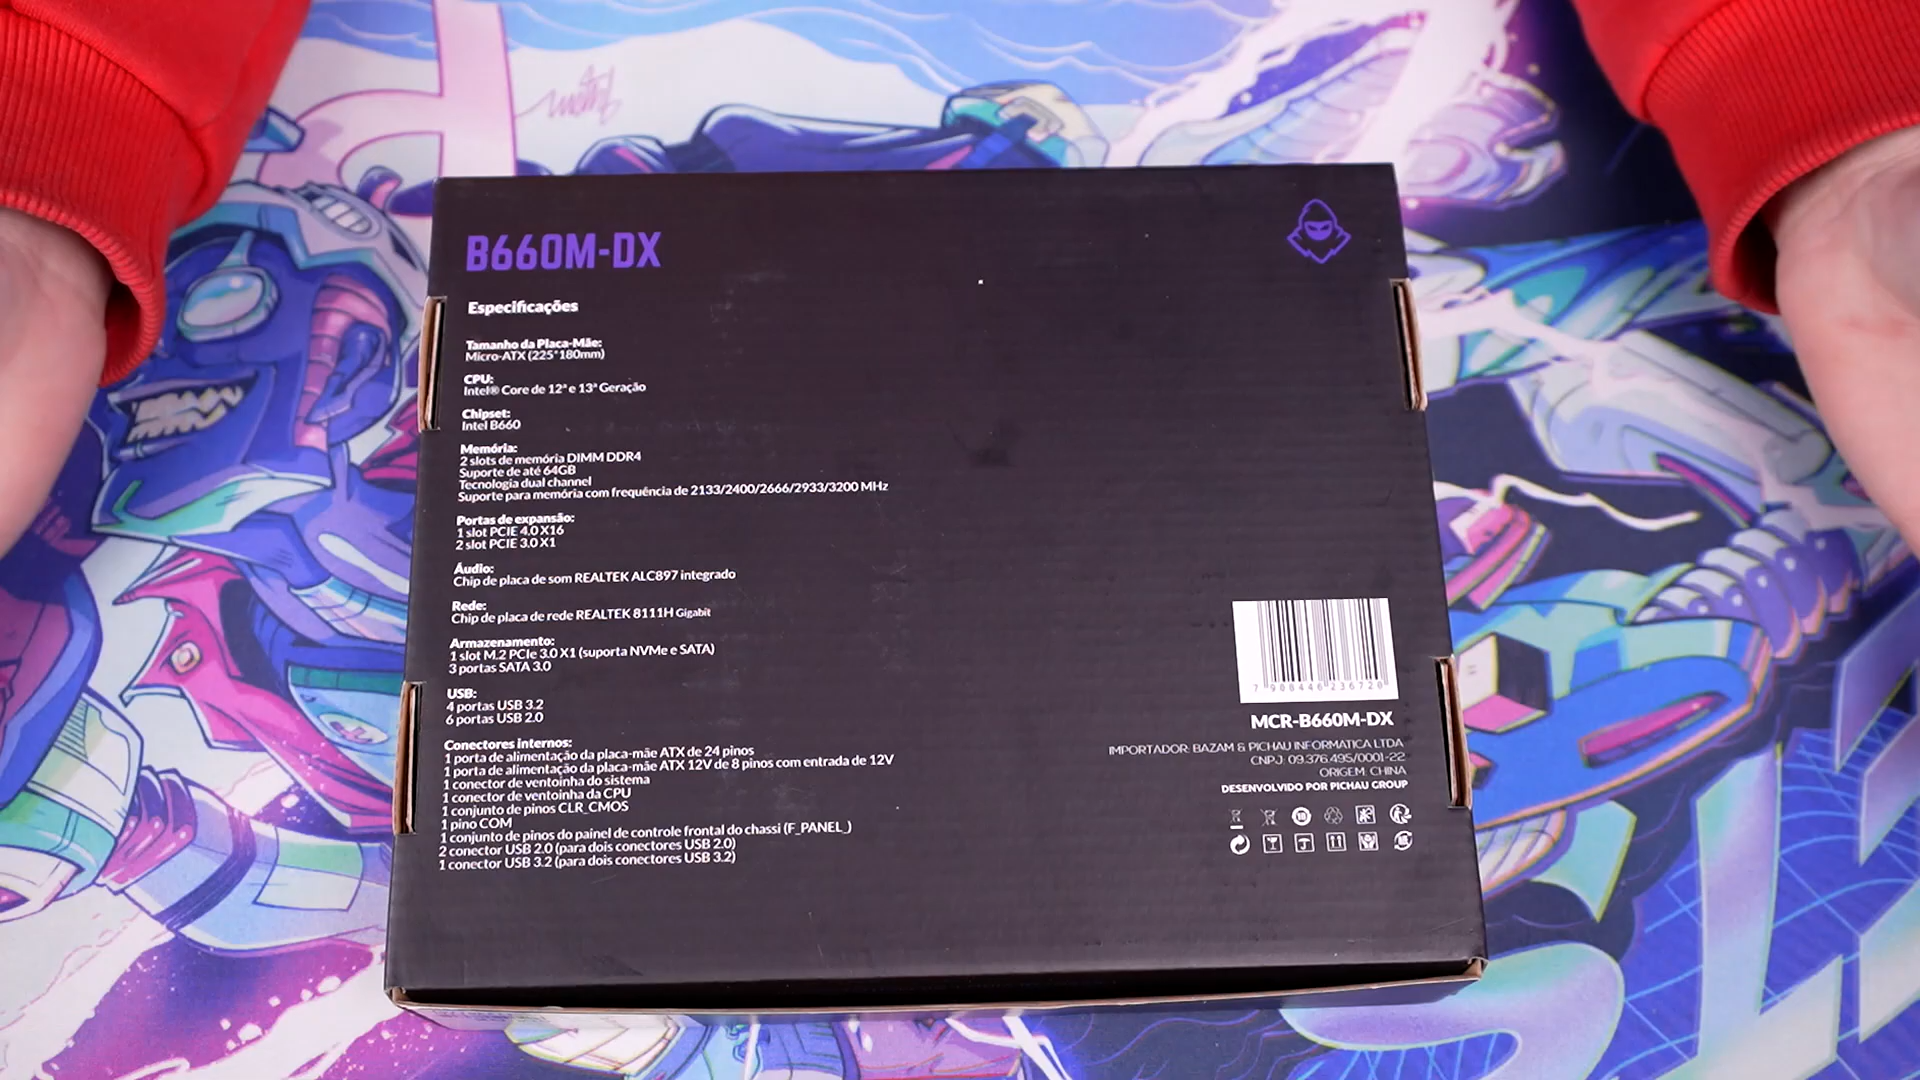 B660M-DX
Especificações
Tamanho da Placa-Mãe:
Micro-ATX (225*180mm)
CPU:
Intel® Core de 12ª e 13ª Geração
Chipset:
Intel B660
Memória:
2 slots de memória DIMM DDR4
Suporte de até 64GB
Tecnologia dual channel
Suporte para memória com frequência de 2133/2400/2666/2933/3200 MHz
Portas de expansão:
1 slot PCIE 4.0 X16
2 slot PCIE 3.0 X1
Áudio:
Chip de placa de som REALTEK ALC897 integrado
Rede:
Chip de placa de rede REALTEK 8111H Gigabit
Armazenamento:
1 slot M.2 PCIe 3.0 X1 (suporta NVMe e SATA)
3 portas SATA 3.0
USB:
4 portas USB 3.2
6 portas USB 2.0
Conectores internos:
1 porta de alimentação da placa-mãe ATX de 24 pinos
1 porta de alimentação da placa-mãe ATX 12V de 8 pinos com entrada de 12V
1 conector de ventoinha do sistema
1 conector de ventoinha da CPU
1 conjunto de pinos CLR_CMOS
1 pino COM
1 conjunto de pinos do painel de controle frontal do chassi (F_PANEL_)
2 conector USB 2.0 (para dois conectores USB 2.0)
1 conector USB 3.2 (para dois conectores USB 3.2)
7 908446 236720
MCR-B660M-DX
IMPORTADOR: BAZAM & PICHAU INFORMATICA LTDA
CNPJ: 09.376.495/0001-22
ORIGEM: CHINA
DESENVOLVIDO POR PICHAU GROUP